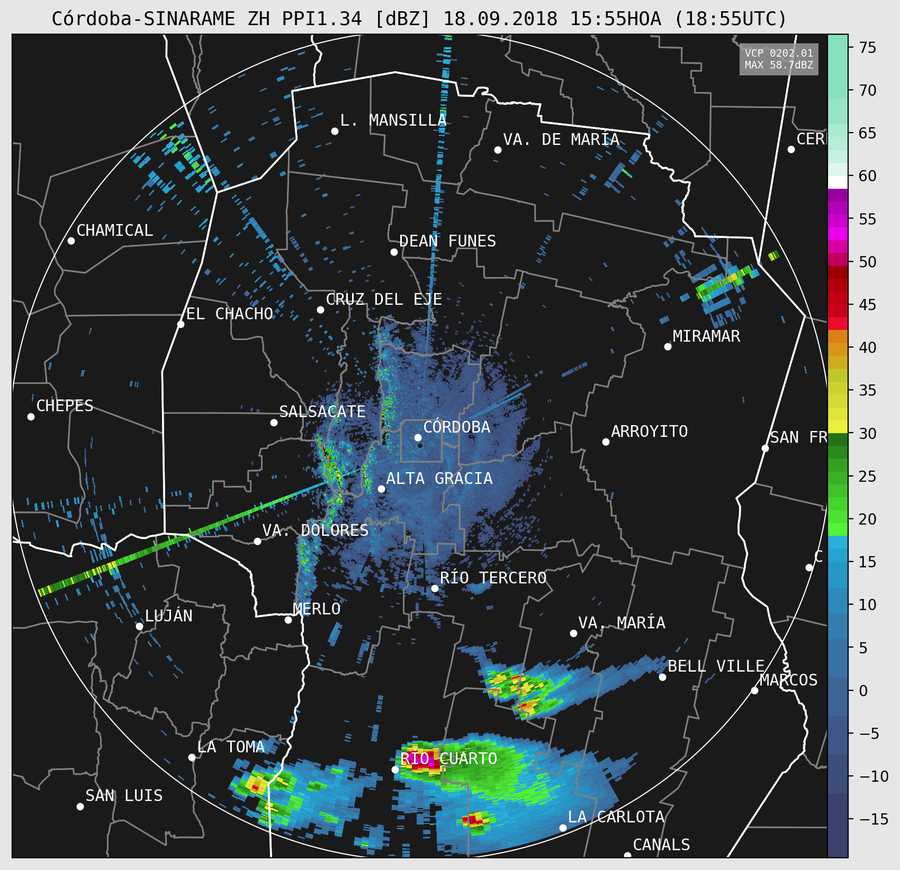 Córdoba-SINARAME ZH PPI1.34 [dBZ] 18.09.2018 15:55HOA (18:55UTC)
VCP 0202.01
MAX 58.7dBZ
75
70
65
60
55
50
45
40
35
30
25
20
15
10
5
0
−5
−10
−15
L. MANSILLA
VA. DE MARÍA
CER
CHAMICAL
DEAN FUNES
CRUZ DEL EJE
EL CHACHO
MIRAMAR
CHEPES
SALSACATE
CÓRDOBA
ARROYITO
SAN FR
ALTA GRACIA
VA. DOLORES
C
RÍO TERCERO
MERLO
LUJÁN
VA. MARÍA
BELL VILLE
MARCOS
LA TOMA
RÍO CUARTO
SAN LUIS
LA CARLOTA
CANALS